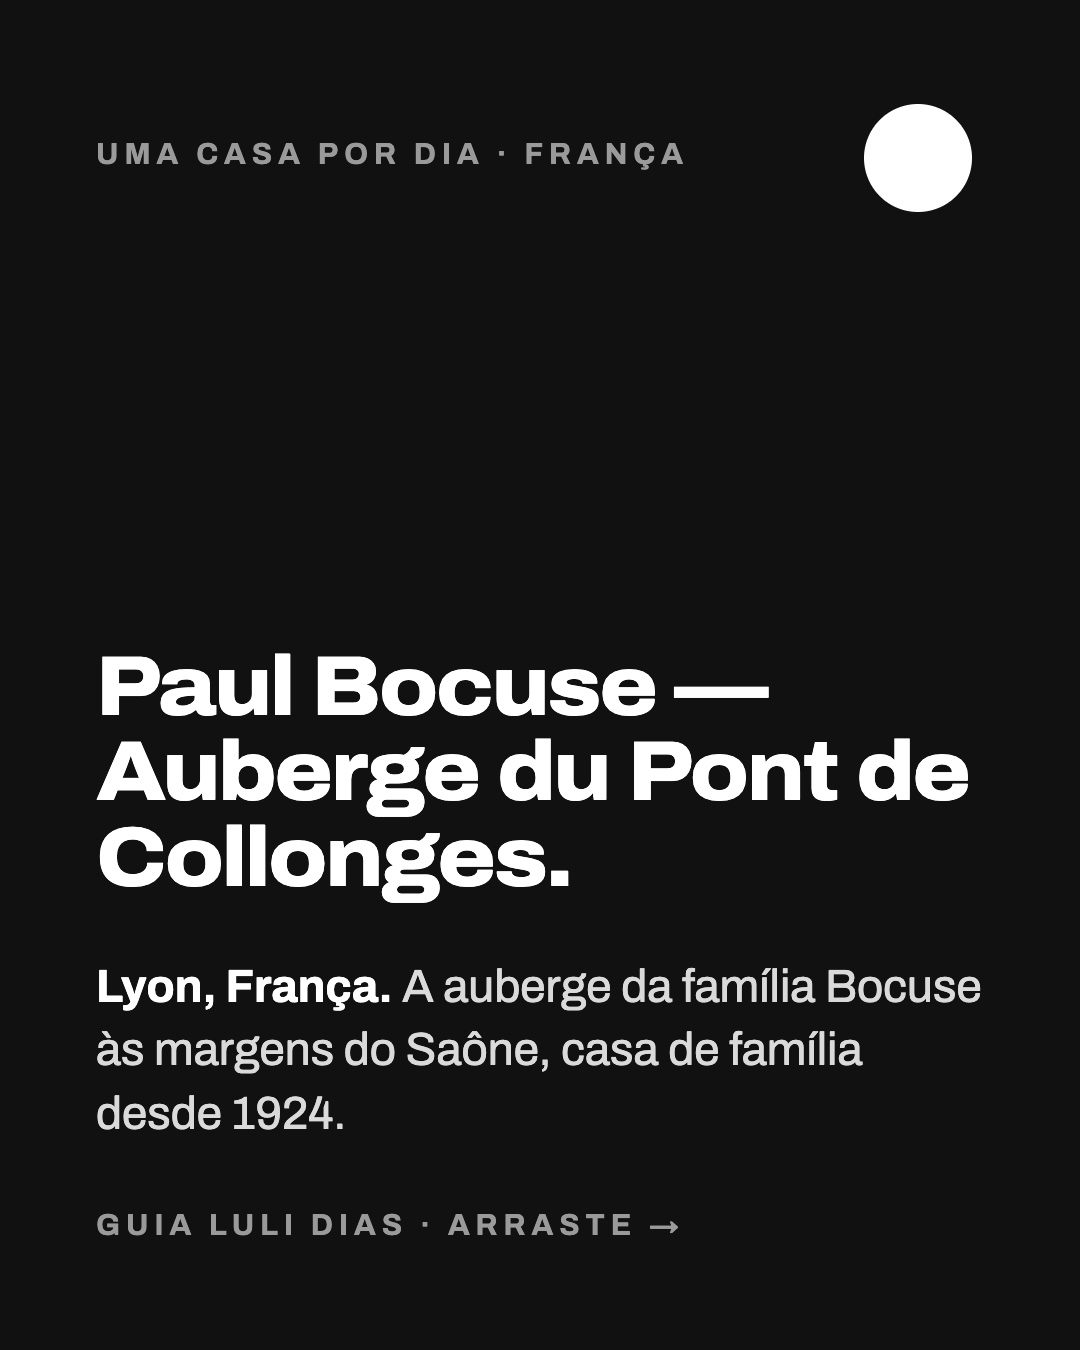 UMA CASA POR DIA · FRANÇA
Paul Bocuse —
Auberge du Pont de
Collonges.
Lyon, França. A auberge da família Bocuse
às margens do Saône, casa de família
desde 1924.
GUIA LULI DIAS · ARRASTE →